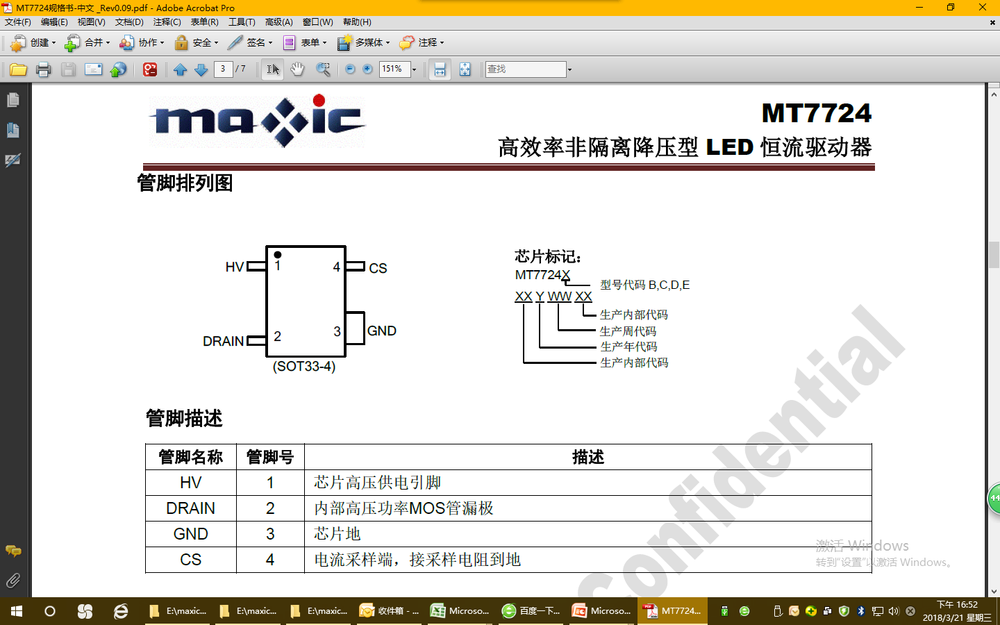 MT7724规格书-中文 _Rev0.09.pdf - Adobe Acrobat Pro
文件(F) 编辑(E) 视图(V) 文档(D) 注释(C) 表单(R) 工具(T) 高级(A) 窗口(W) 帮助(H)
创建 合并 协作 安全 签名 表单 多媒体 注释
3 / 7 151% 查找
maxic
MT7724
高效率非隔离降压型 LED 恒流驱动器
管脚排列图
HV 1 4 CS
DRAIN 2 3 GND
(SOT33-4)
芯片标记：
MT7724X
型号代码 B,C,D,E
XX Y WW XX
生产内部代码
生产周代码
生产年代码
生产内部代码
管脚描述
管脚名称 管脚号 描述
HV 1 芯片高压供电引脚
DRAIN 2 内部高压功率MOS管漏极
GND 3 芯片地
CS 4 电流采样端，接采样电阻到地
Confidential
44
激活 Windows
转到“设置”以激活 Windows。
E:\maxic... E:\maxic... E:\maxic... 收件箱 - ... Microso... 百度一下... Microso... MT7724...
下午 16:52
2018/3/21 星期三